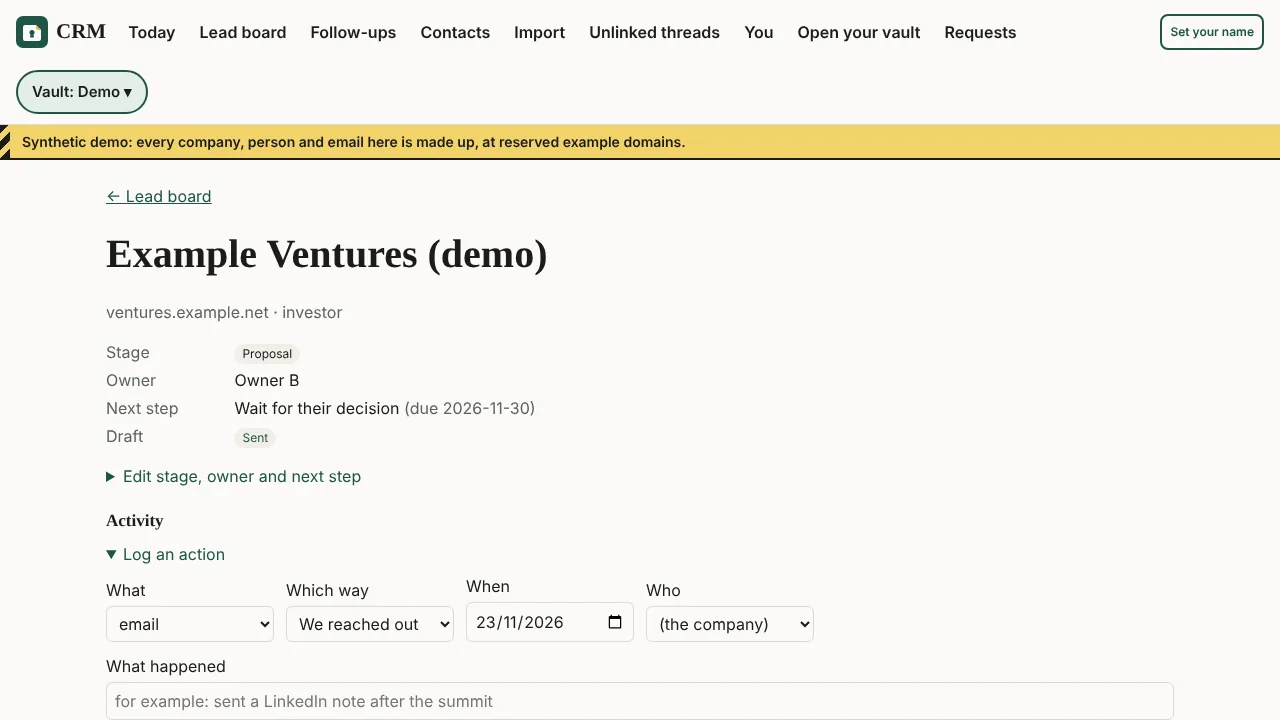 CRM Today Lead board Follow-ups Contacts Import Unlinked threads You Open your vault Requests Set your name
Vault: Demo ▾
Synthetic demo: every company, person and email here is made up, at reserved example domains.
← Lead board
Example Ventures (demo)
ventures.example.net · investor
Stage Proposal
Owner Owner B
Next step Wait for their decision (due 2026-11-30)
Draft Sent
▶ Edit stage, owner and next step
Activity
▼ Log an action
What Which way When Who
email We reached out 23/11/2026 (the company)
What happened
for example: sent a LinkedIn note after the summit